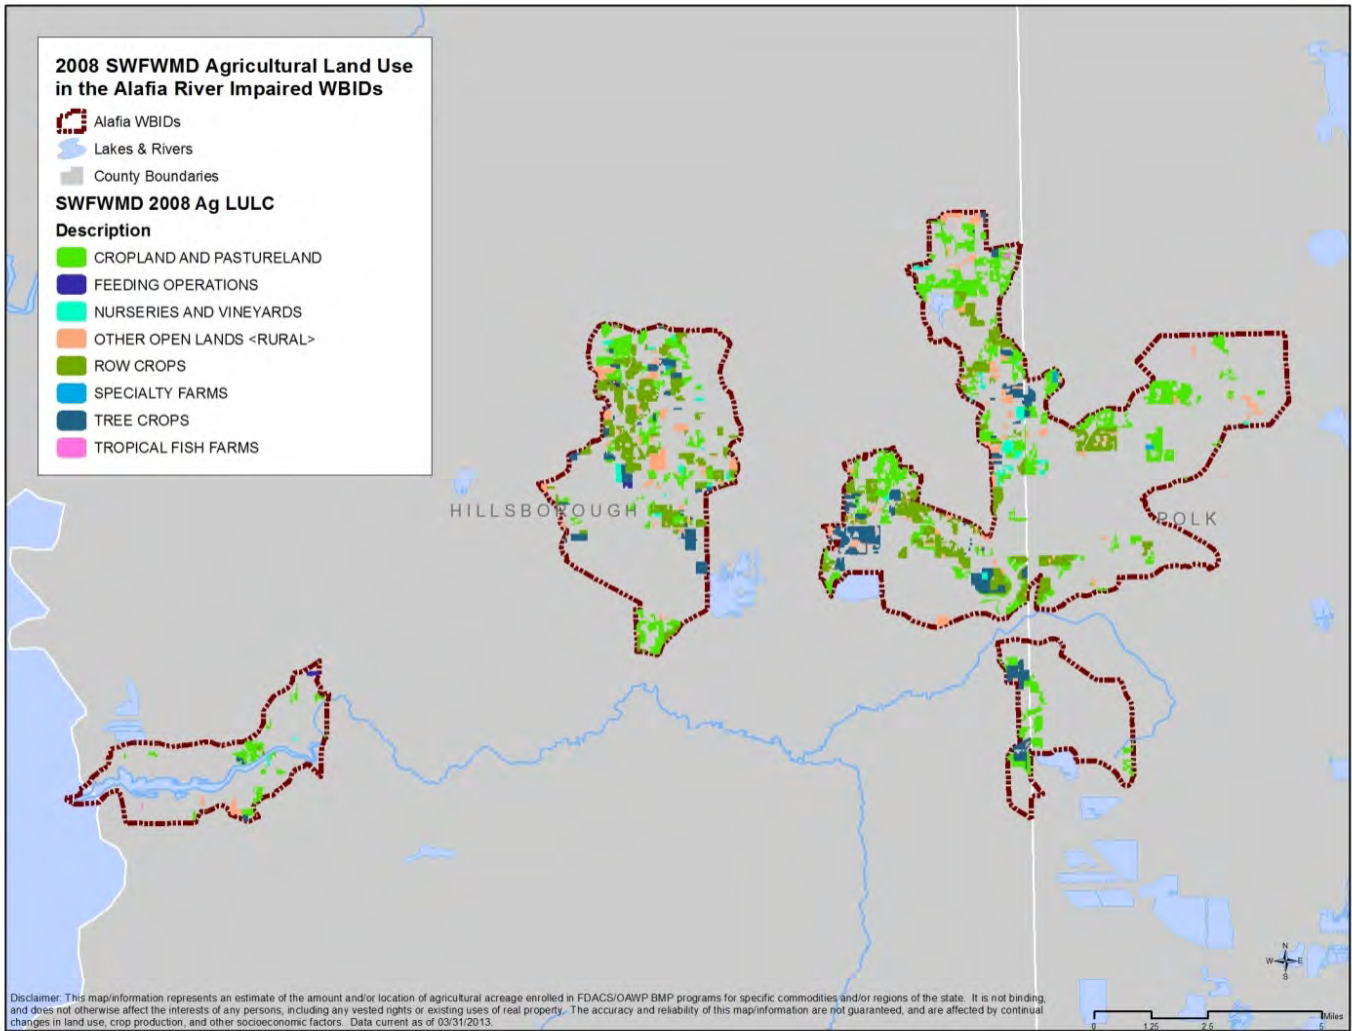 2008 SWFWMD Agricultural Land Use
in the Alafia River Impaired WBIDs
Alafia WBIDs
Lakes & Rivers
County Boundaries
SWFWMD 2008 Ag LULC
Description
CROPLAND AND PASTURELAND
FEEDING OPERATIONS
NURSERIES AND VINEYARDS
OTHER OPEN LANDS <RURAL>
ROW CROPS
SPECIALTY FARMS
TREE CROPS
TROPICAL FISH FARMS
HILLSBOROUGH
POLK
N
W E
S
Disclaimer: This map/information represents an estimate of the amount and/or location of agricultural acreage enrolled in FDACS/OAWP BMP programs for specific commodities and/or regions of the state. It is not binding,
and does not otherwise affect the interests of any persons, including any vested rights or existing uses of real property. The accuracy and reliability of this map/information are not guaranteed, and are affected by continual
changes in land use, crop production, and other socioeconomic factors. Data current as of 03/31/2013.
Miles
0 1.25 2.5 5